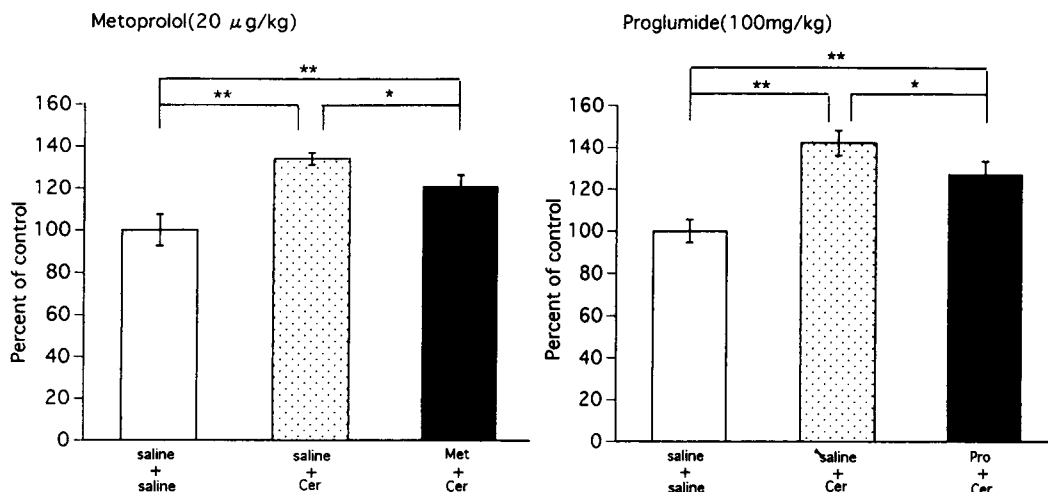 Metoprolol(20 μg/kg)
**
**
*
Percent of control
160
140
120
100
80
60
40
20
0
saline
+
saline
saline
+
Cer
Met
+
Cer
Proglumide(100mg/kg)
**
**
*
Percent of control
160
140
120
100
80
60
40
20
0
saline
+
saline
saline
+
Cer
Pro
+
Cer